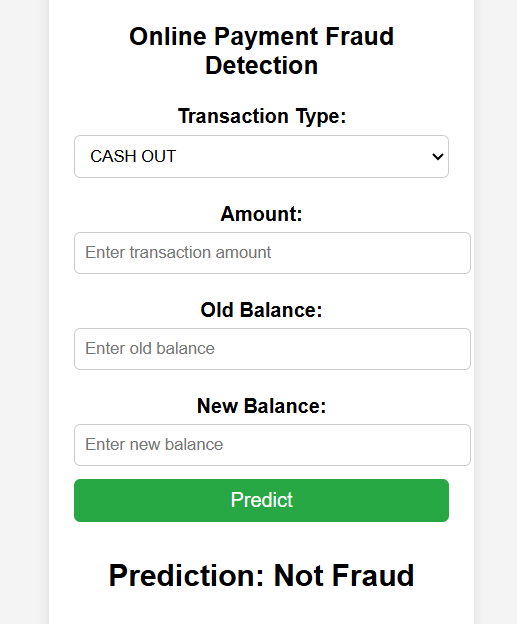 Online Payment Fraud
Detection
Transaction Type:
CASH OUT
Amount:
Enter transaction amount
Old Balance:
Enter old balance
New Balance:
Enter new balance
Predict
Prediction: Not Fraud